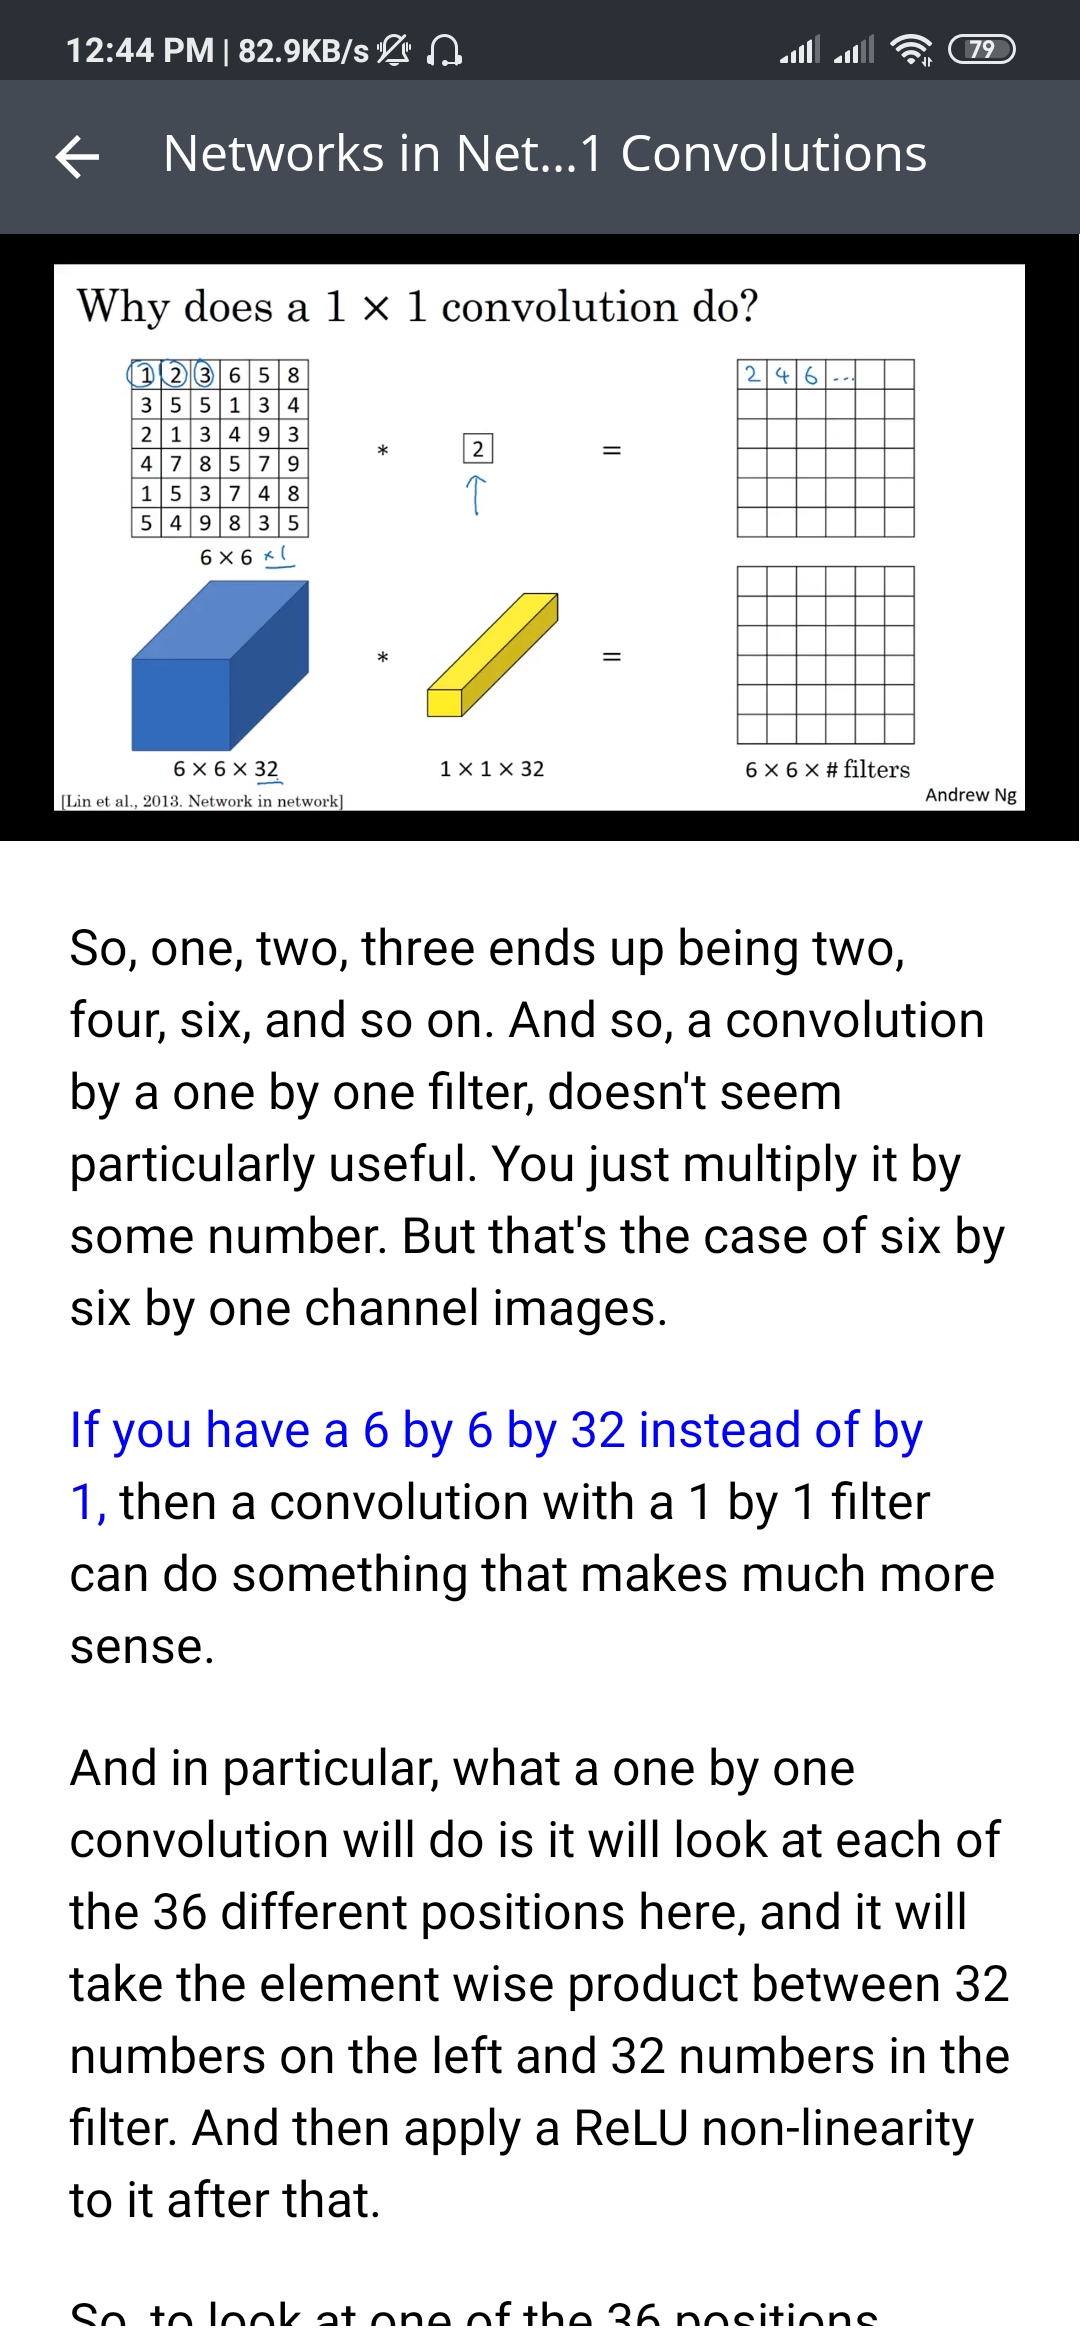 12:44 PM | 82.9KB/s 79
Networks in Net...1 Convolutions
Why does a 1 × 1 convolution do?
1 2 3 6 5 8
3 5 5 1 3 4
2 1 3 4 9 3
4 7 8 5 7 9
1 5 3 7 4 8
5 4 9 8 3 5
6 × 6 ×1
*
2
=
2 4 6 ...
6 × 6 × 32
*
1 × 1 × 32
=
6 × 6 × # filters
[Lin et al., 2013. Network in network]
Andrew Ng
So, one, two, three ends up being two,
four, six, and so on. And so, a convolution
by a one by one filter, doesn't seem
particularly useful. You just multiply it by
some number. But that's the case of six by
six by one channel images.
If you have a 6 by 6 by 32 instead of by
1, then a convolution with a 1 by 1 filter
can do something that makes much more
sense.
And in particular, what a one by one
convolution will do is it will look at each of
the 36 different positions here, and it will
take the element wise product between 32
numbers on the left and 32 numbers in the
filter. And then apply a ReLU non-linearity
to it after that.
So, to look at one of the 36 positions,